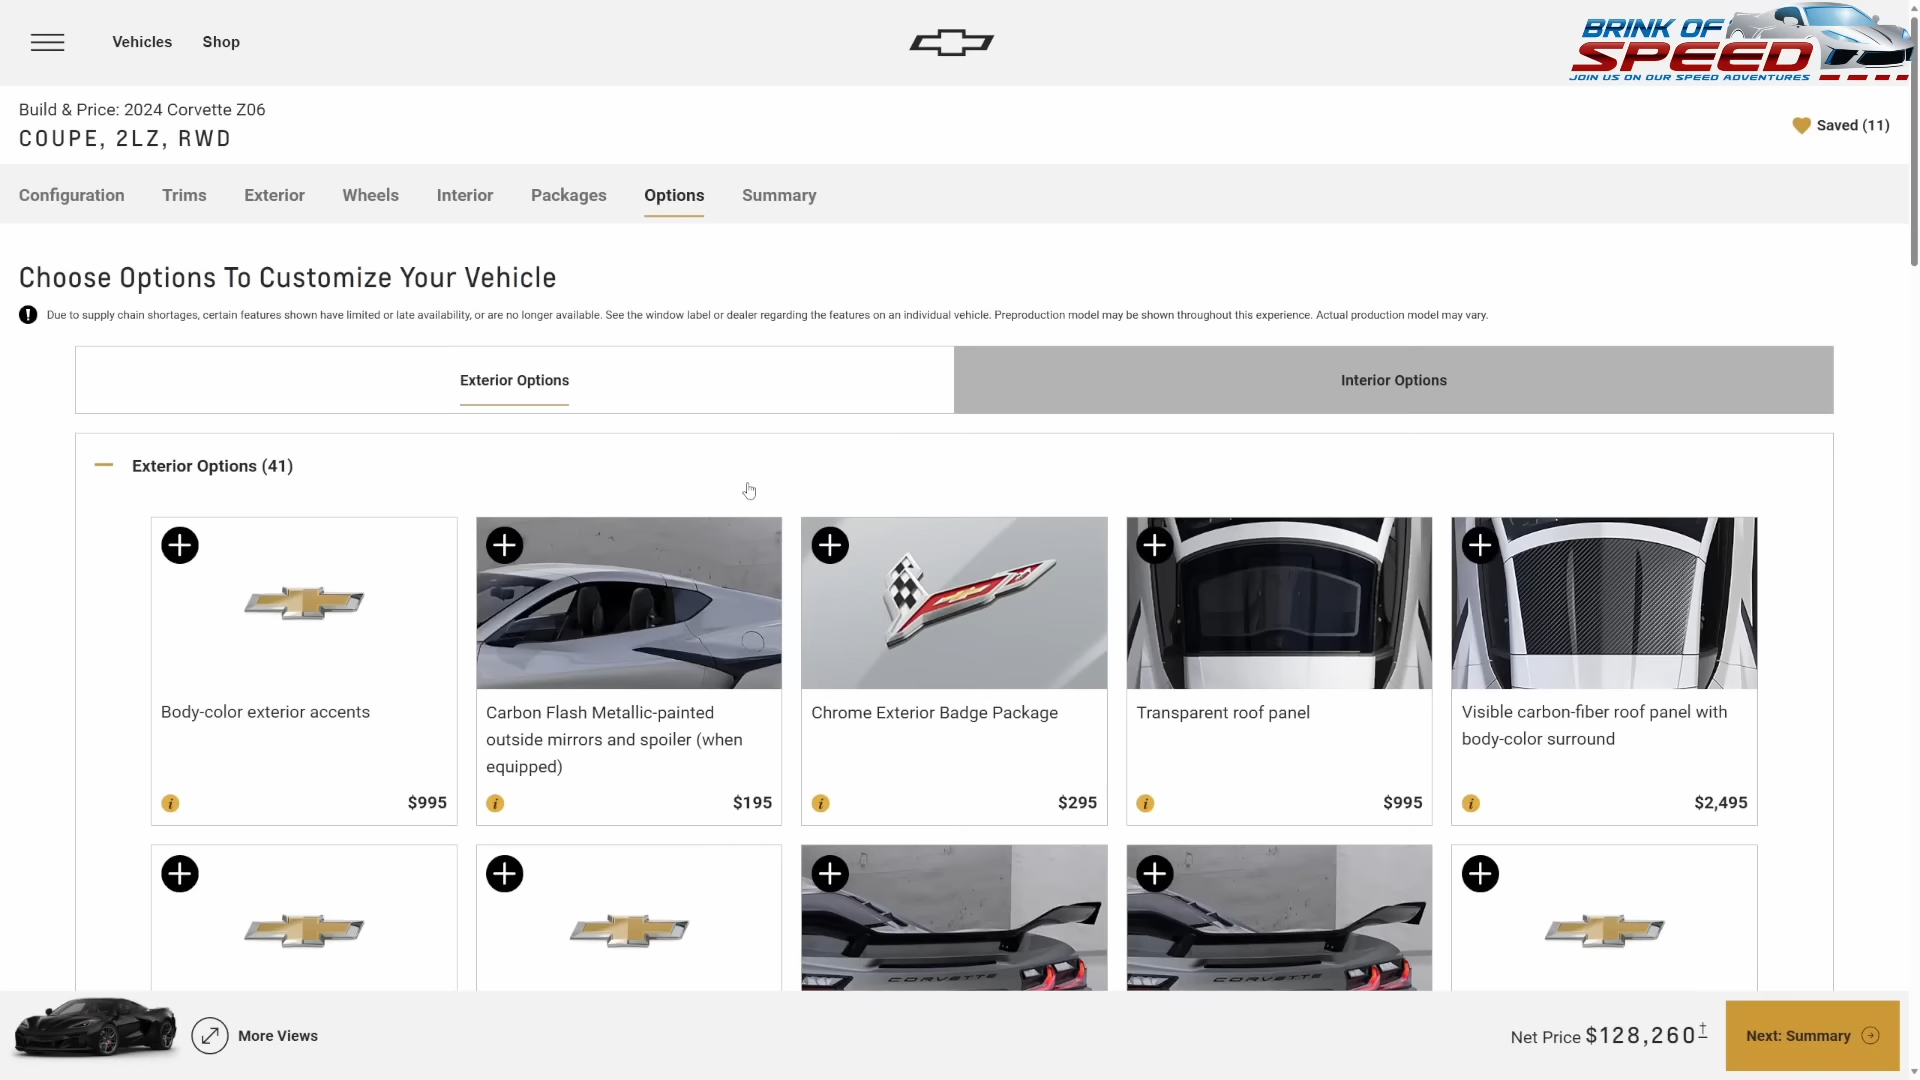 Vehicles
Shop
BRINK OF
SPEED
JOIN US ON OUR SPEED ADVENTURES
Build & Price: 2024 Corvette Z06
COUPE, 2LZ, RWD
Saved (11)
Configuration
Trims
Exterior
Wheels
Interior
Packages
Options
Summary
Choose Options To Customize Your Vehicle
Due to supply chain shortages, certain features shown have limited or late availability, or are no longer available. See the window label or dealer regarding the features on an individual vehicle. Preproduction model may be shown throughout this experience. Actual production model may vary.
Exterior Options
Interior Options
Exterior Options (41)
Body-color exterior accents
$995
Carbon Flash Metallic-painted
outside mirrors and spoiler (when
equipped)
$195
Chrome Exterior Badge Package
$295
Transparent roof panel
$995
Visible carbon-fiber roof panel with
body-color surround
$2,495
CORVETTE
CORVETTE
More Views
Net Price $128,260†
Next: Summary